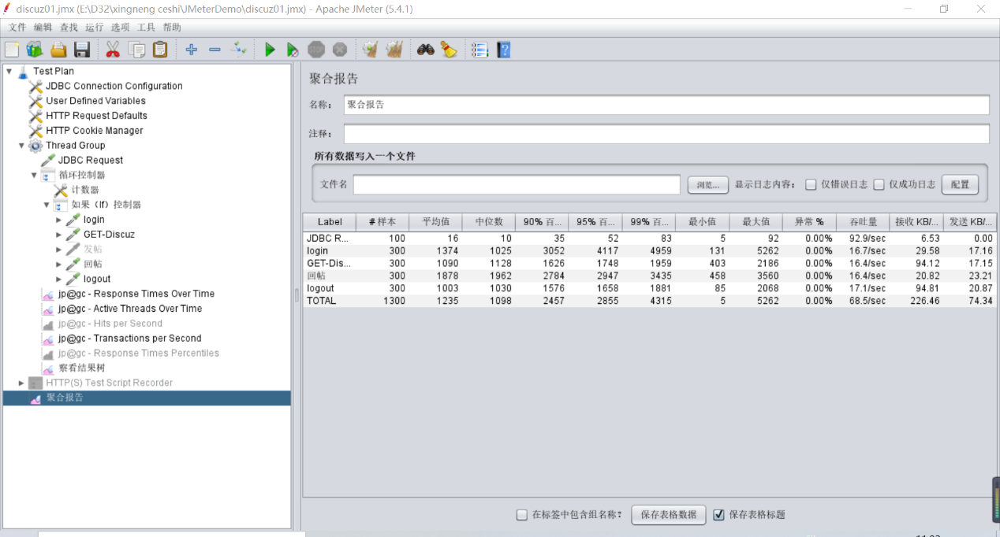 discuz01.jmx (E:\D32\xingneng ceshi\JMeterDemo\discuz01.jmx) - Apache JMeter (5.4.1)
文件 编辑 查找 运行 选项 工具 帮助
Test Plan
JDBC Connection Configuration
User Defined Variables
HTTP Request Defaults
HTTP Cookie Manager
Thread Group
JDBC Request
循环控制器
计数器
如果（If）控制器
login
GET-Discuz
发帖
回帖
logout
jp@gc - Response Times Over Time
jp@gc - Active Threads Over Time
jp@gc - Hits per Second
jp@gc - Transactions per Second
jp@gc - Response Times Percentiles
察看结果树
HTTP(S) Test Script Recorder
聚合报告
聚合报告
名称： 聚合报告
注释：
所有数据写入一个文件
文件名 浏览... 显示日志内容： 仅错误日志 仅成功日志 配置
Label # 样本 平均值 中位数 90% 百... 95% 百... 99% 百... 最小值 最大值 异常 % 吞吐量 接收 KB/... 发送 KB/...
JDBC R... 100 16 10 35 52 83 5 92 0.00% 92.9/sec 6.53 0.00
login 300 1374 1025 3052 4117 4959 131 5262 0.00% 16.7/sec 29.58 17.16
GET-Dis... 300 1090 1128 1626 1748 1959 403 2186 0.00% 16.4/sec 94.12 17.15
回帖 300 1878 1962 2784 2947 3435 458 3560 0.00% 16.4/sec 20.82 23.21
logout 300 1003 1030 1576 1658 1881 85 2068 0.00% 17.1/sec 94.81 20.87
TOTAL 1300 1235 1098 2457 2855 4315 5 5262 0.00% 68.5/sec 226.46 74.34
在标签中包含组名称？ 保存表格数据 保存表格标题